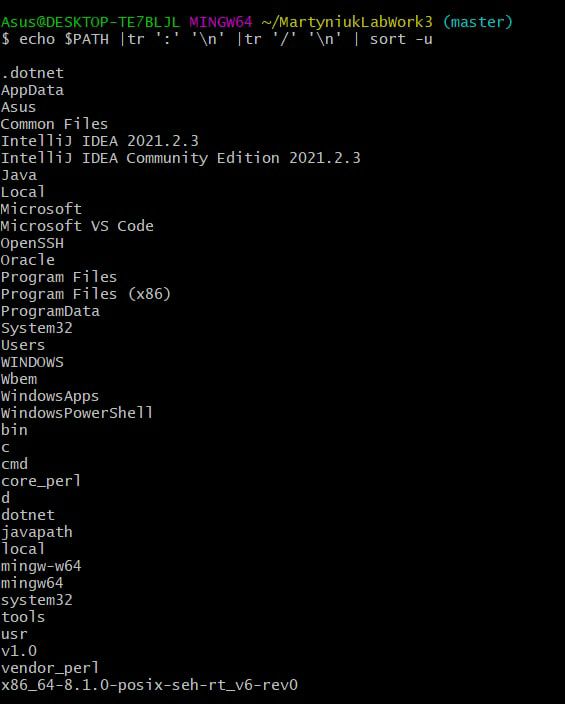 Asus@DESKTOP-TE7BLJL MINGW64 ~/MartyniukLabWork3 (master)
$ echo $PATH |tr ':' '\n' |tr '/' '\n' | sort -u
.dotnet
AppData
Asus
Common Files
IntelliJ IDEA 2021.2.3
IntelliJ IDEA Community Edition 2021.2.3
Java
Local
Microsoft
Microsoft VS Code
OpenSSH
Oracle
Program Files
Program Files (x86)
ProgramData
System32
Users
WINDOWS
Wbem
WindowsApps
WindowsPowerShell
bin
c
cmd
core_perl
d
dotnet
javapath
local
mingw-w64
mingw64
system32
tools
usr
v1.0
vendor_perl
x86_64-8.1.0-posix-seh-rt_v6-rev0